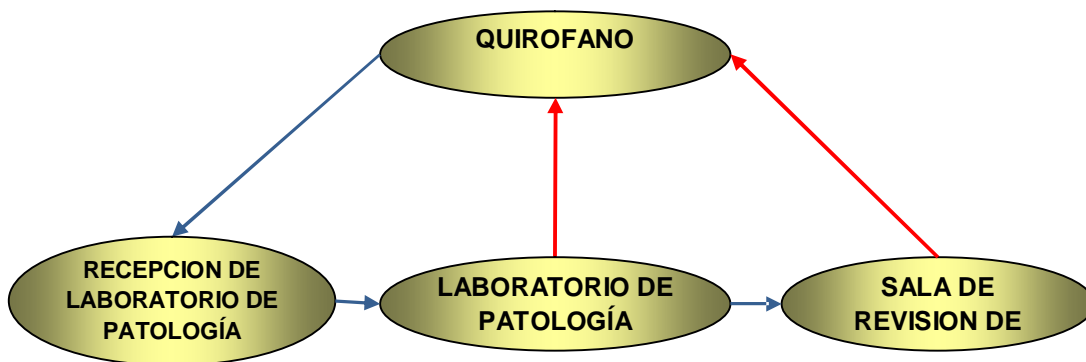 QUIROFANO
RECEPCION DE
LABORATORIO DE
PATOLOGÍA
LABORATORIO DE
PATOLOGÍA
SALA DE
REVISION DE